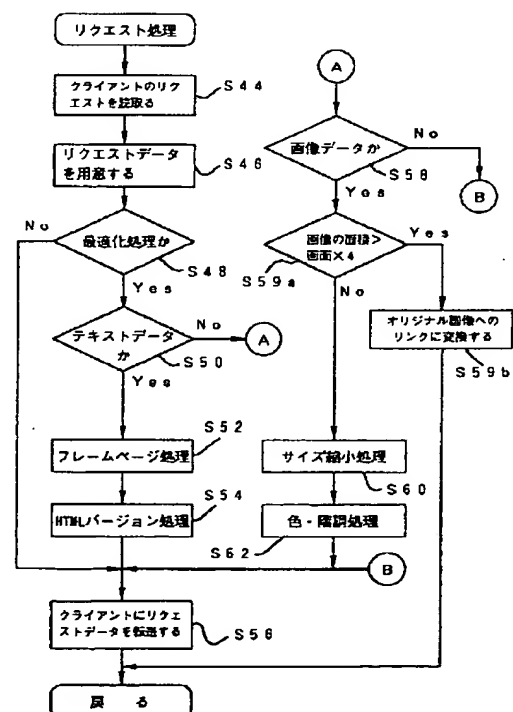 リクエスト処理
クライアントのリク
エストを読取る
S44
リクエストデータ
を用意する
S46
No
最適化処理か
S48
Yes
テキストデータ
か
No
A
S50
Yes
フレームページ処理
S52
HTMLバージョン処理
S54
クライアントにリクエ
ストデータを転送する
S56
戻 る
A
画像データか
No
S58
B
Yes
画像の面積>
画面×4
Yes
S59a
No
オリジナル画像への
リンクに変換する
S59b
サイズ縮小処理
S60
色・階調処理
S62
B